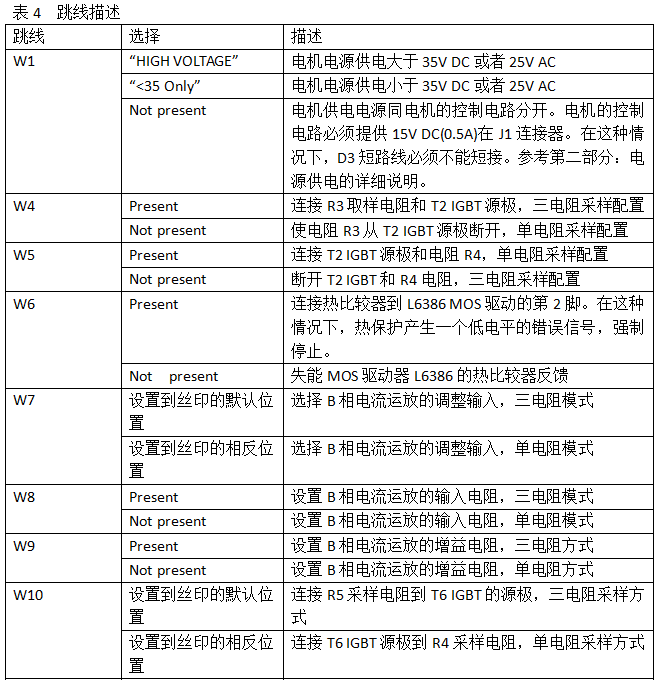 表 4 跳线描述
跳线 选择 描述
W1 “HIGH VOLTAGE” 电机电源供电大于 35V DC 或者 25V AC
“<35 Only” 电机电源供电小于 35V DC 或者 25V AC
Not present 电机供电电源同电机的控制电路分开。电机的控制
电路必须提供 15V DC(0.5A)在 J1 连接器。在这种情
况下，D3 短路线必须不能短接。参考第二部分：电
源供电的详细说明。
W4 Present 连接 R3 取样电阻和 T2 IGBT 源极，三电阻采样配置
Not present 使电阻 R3 从 T2 IGBT 源极断开，单电阻采样配置
W5 Present 连接 T2 IGBT 源极和电阻 R4，单电阻采样配置
Not present 断开 T2 IGBT 和 R4 电阻，三电阻采样配置
W6 Present 连接热比较器到 L6386 MOS 驱动的第 2 脚。在这种
情况下，热保护产生一个低电平的错误信号，强制
停止。
Not present 失能 MOS 驱动器 L6386 的热比较器反馈
W7 设置到丝印的默认位 选择 B 相电流运放的调整输入，三电阻模式
置
设置到丝印的相反位 选择 B 相电流运放的调整输入，单电阻模式
置
W8 Present 设置 B 相电流运放的输入电阻，三电阻模式
Not present 设置 B 相电流运放的输入电阻，单电阻模式
W9 Present 设置 B 相电流运放的增益电阻，三电阻方式
Not present 设置 B 相电流运放的增益电阻，单电阻方式
W10 设置到丝印的默认位 连接 R5 采样电阻到 T6 IGBT 的源极，三电阻采样方
置 式
设置到丝印的相反位 连接 T6 IGBT 源极到 R4 采样电阻，单电阻采样方式
置